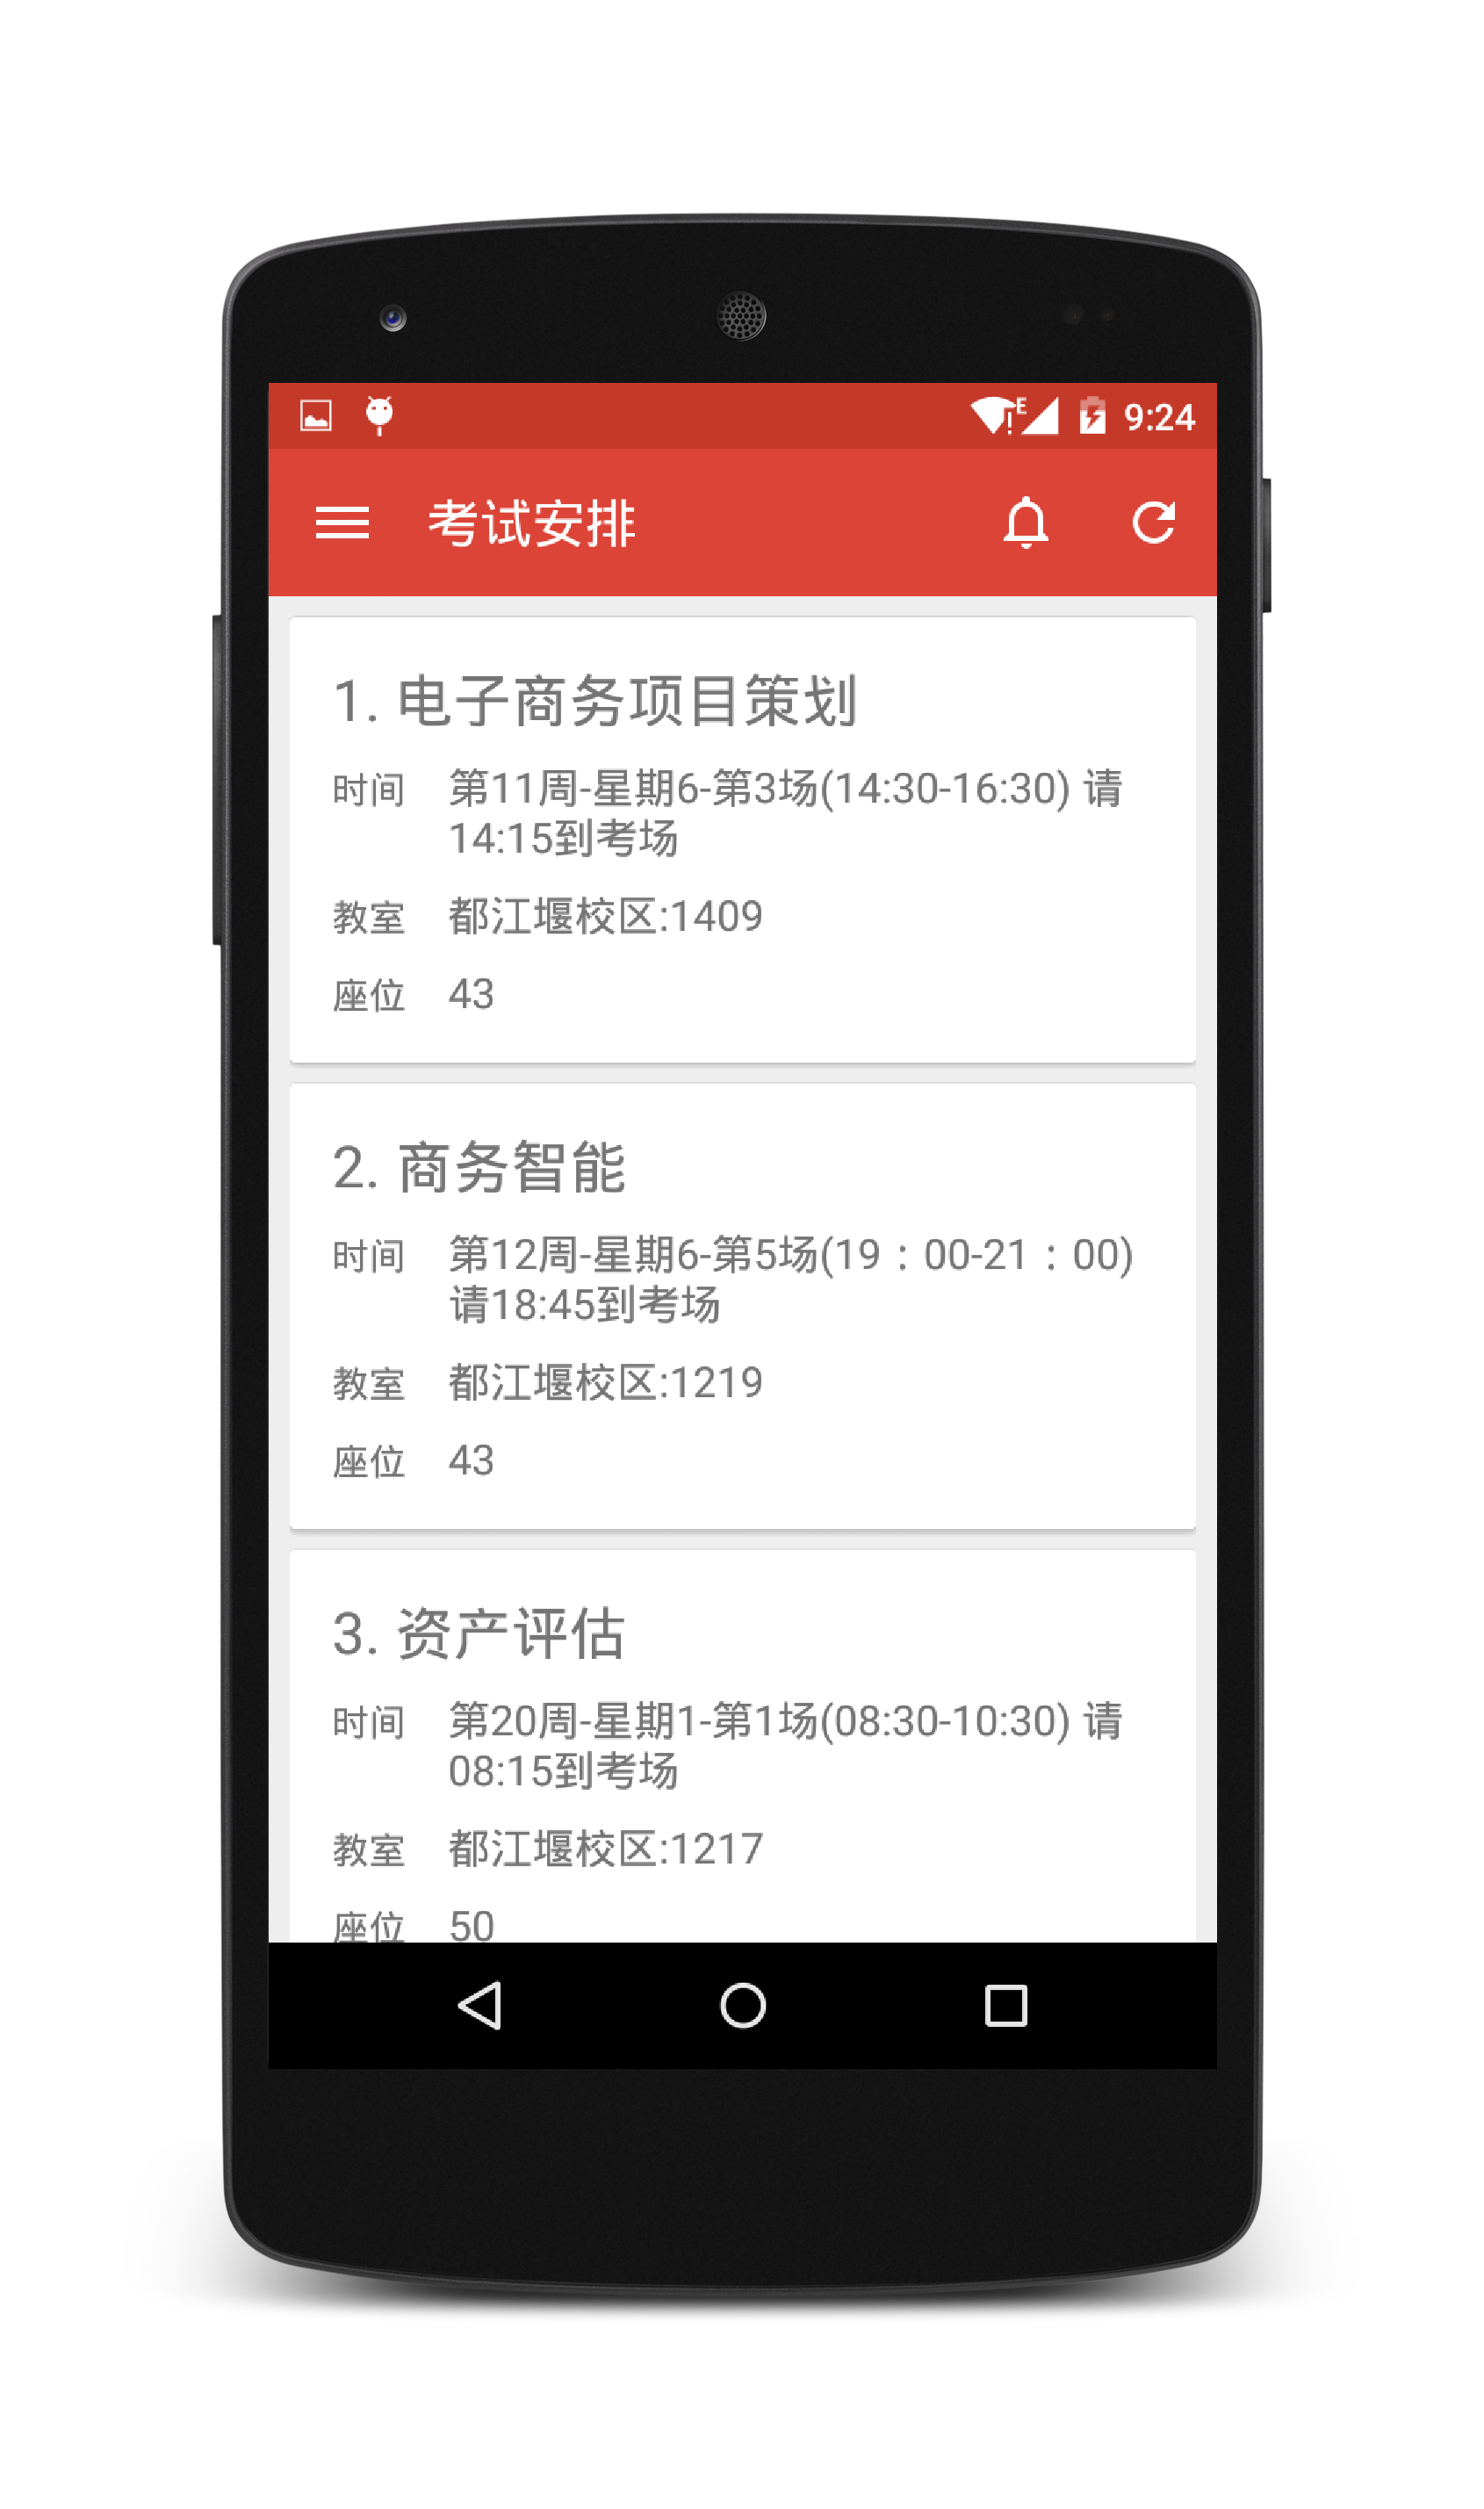 E 9:24
考试安排
1. 电子商务项目策划
时间 第11周-星期6-第3场(14:30-16:30) 请
14:15到考场
教室 都江堰校区:1409
座位 43
2. 商务智能
时间 第12周-星期6-第5场(19：00-21：00)
请18:45到考场
教室 都江堰校区:1219
座位 43
3. 资产评估
时间 第20周-星期1-第1场(08:30-10:30) 请
08:15到考场
教室 都江堰校区:1217
座位 50